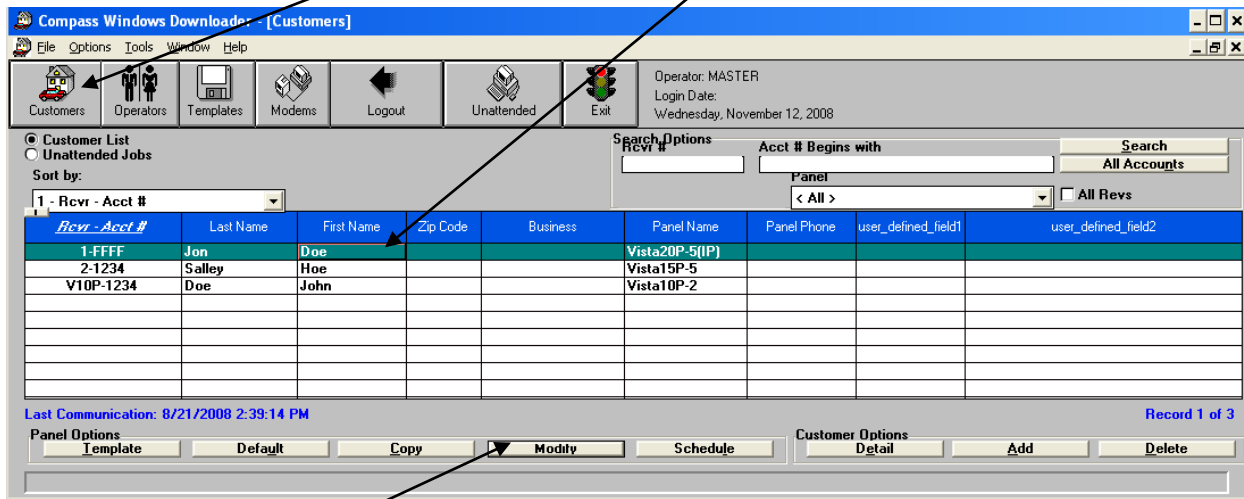 Compass Windows Downloader - [Customers]
File Options Tools Window Help
Customers Operators Templates Modems Logout Unattended Exit
Operator: MASTER
Login Date:
Wednesday, November 12, 2008
Customer List
Unattended Jobs
Sort by:
1 - Rcvr - Acct #
Search Options
Rcvr # Acct # Begins with Search
All Accounts
Panel
< All > All Revs
Rcvr - Acct # Last Name First Name Zip Code Business Panel Name Panel Phone user_defined_field1 user_defined_field2
1-FFFF Jon Doe Vista20P-5(IP)
2-1234 Salley Hoe Vista15P-5
V10P-1234 Doe John Vista10P-2
Last Communication: 8/21/2008 2:39:14 PM Record 1 of 3
Panel Options Customer Options
Template Default Copy Modify Schedule Detail Add Delete